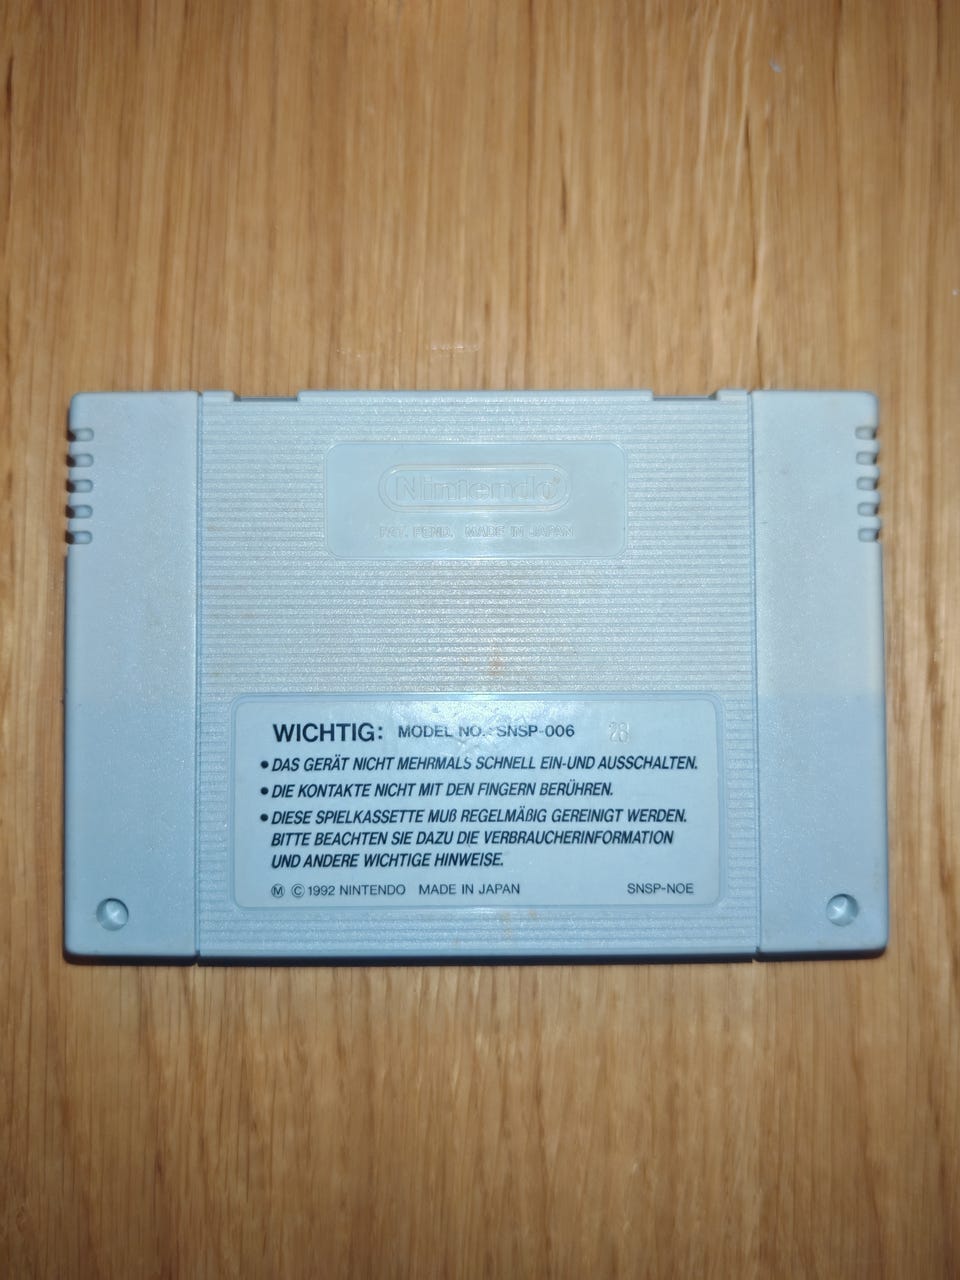 Nintendo®
PAT. PEND. MADE IN JAPAN
WICHTIG: MODEL NO. SNSP-006 28
• DAS GERÄT NICHT MEHRMALS SCHNELL EIN-UND AUSSCHALTEN.
• DIE KONTAKTE NICHT MIT DEN FINGERN BERÜHREN.
• DIESE SPIELKASSETTE MUß REGELMÄßIG GEREINIGT WERDEN.
BITTE BEACHTEN SIE DAZU DIE VERBRAUCHERINFORMATION
UND ANDERE WICHTIGE HINWEISE.
Ⓜ © 1992 NINTENDO MADE IN JAPAN SNSP-NOE